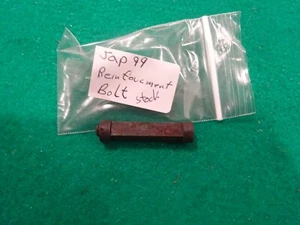 Jap 99
Reinforcement
Bolt stock